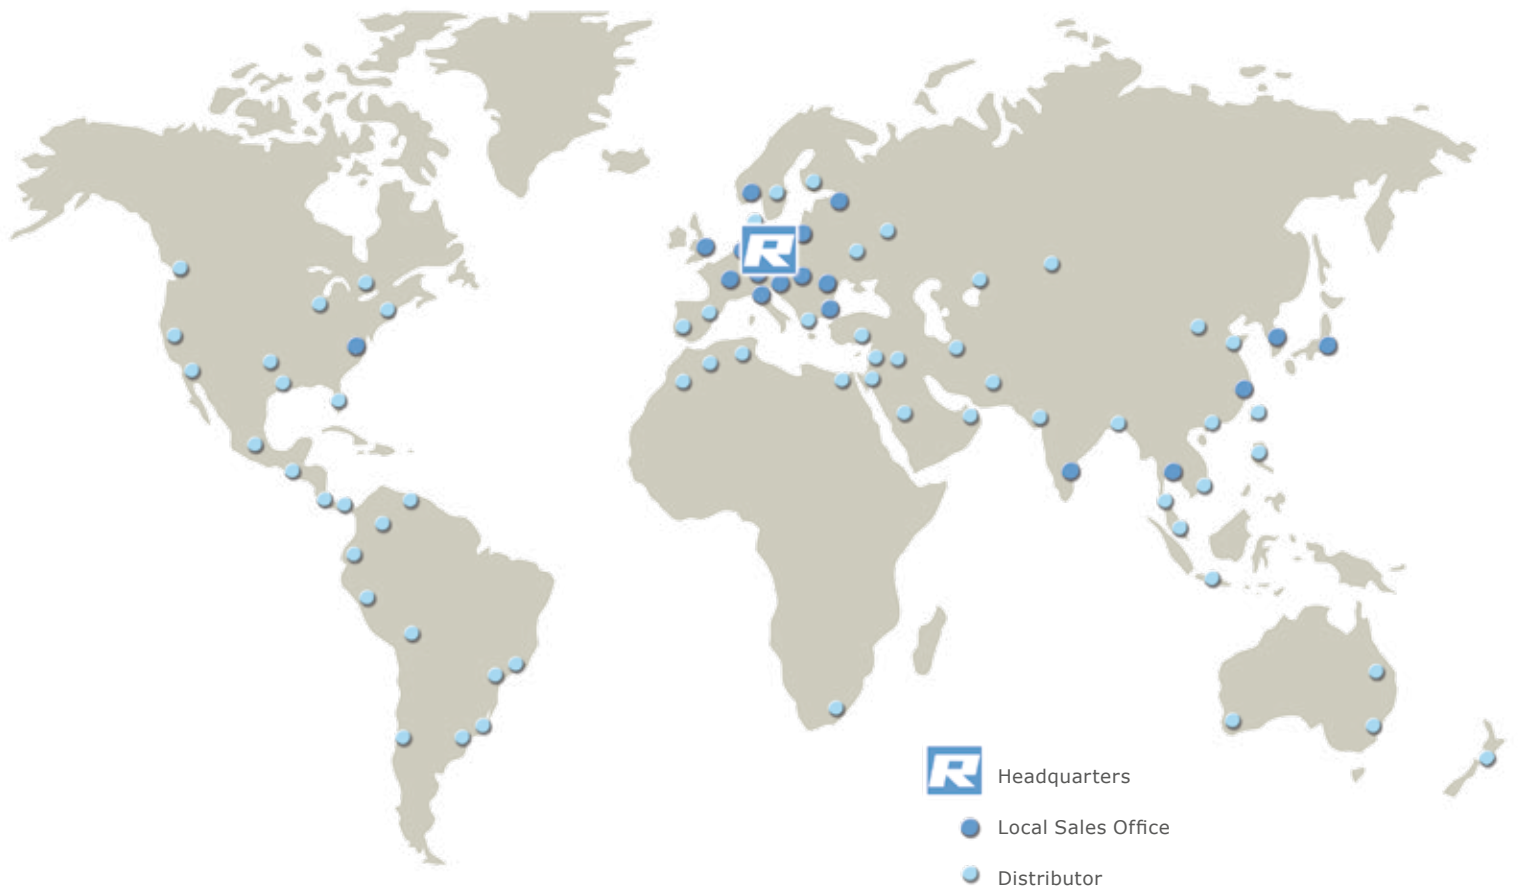 R
R
Headquarters
Local Sales Office
Distributor